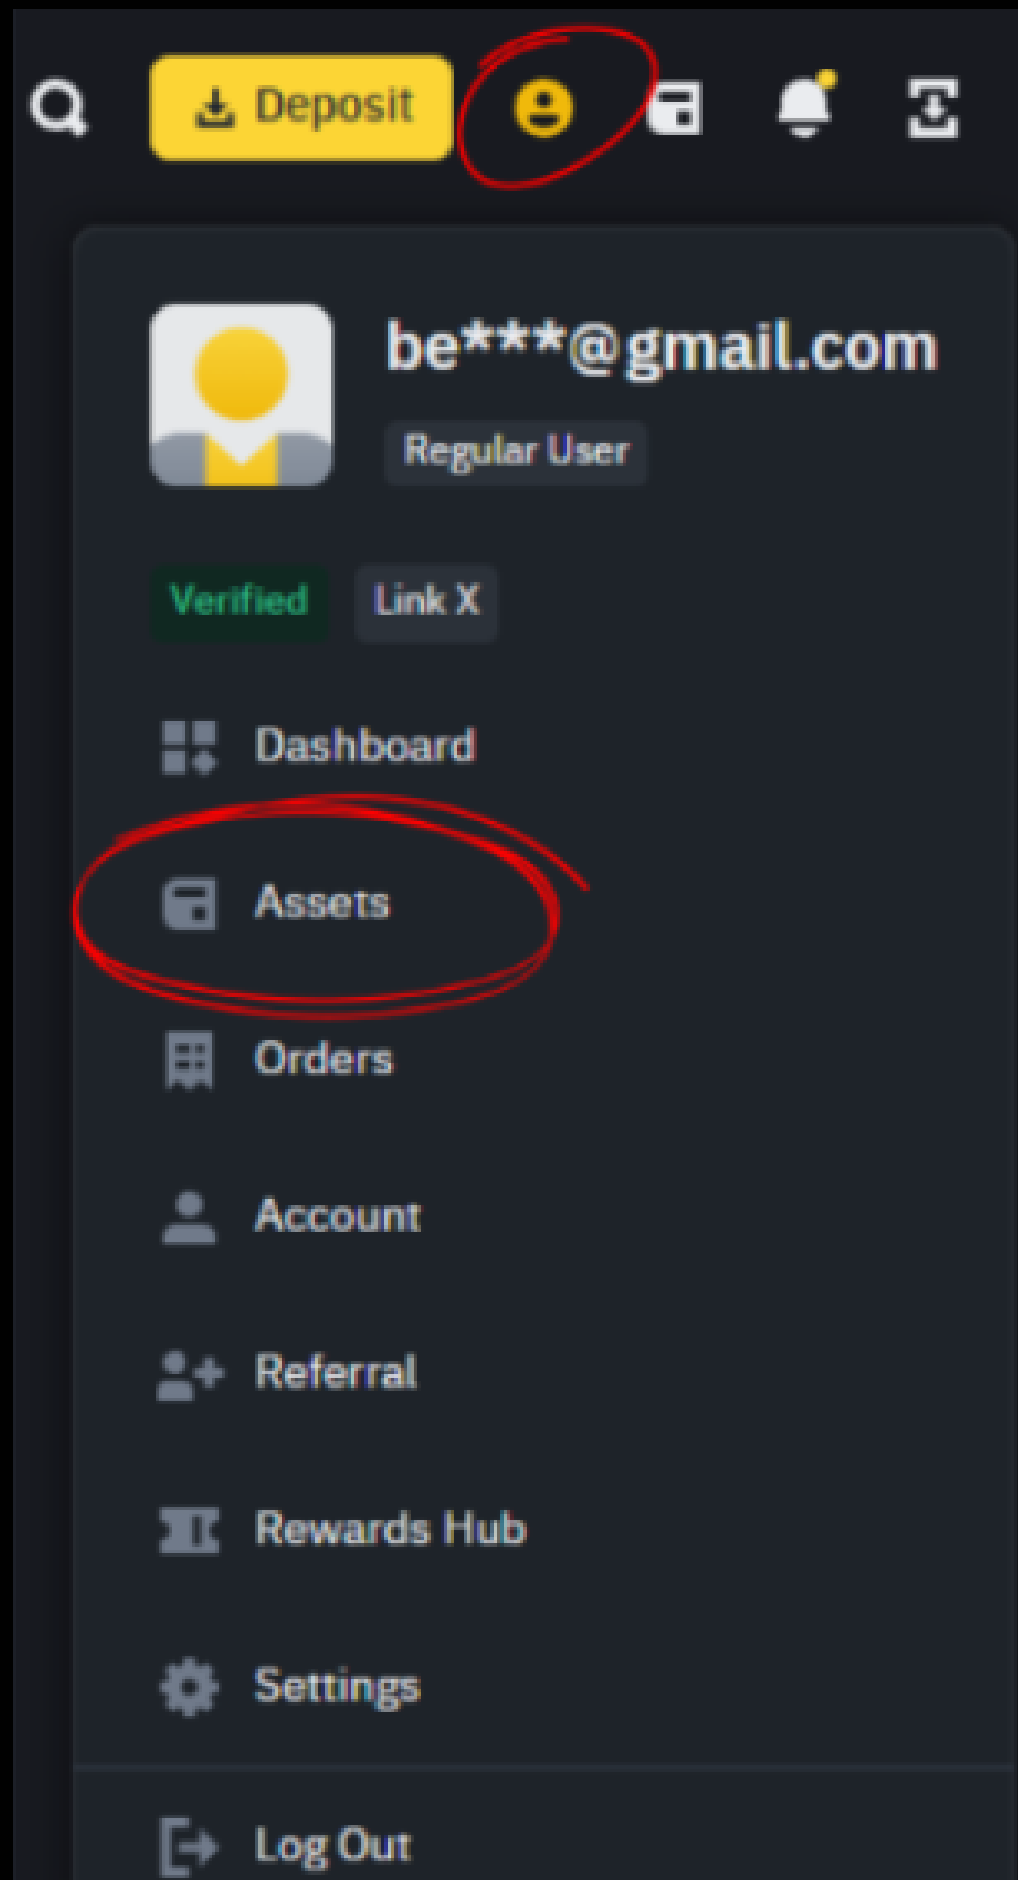 Deposit
be***@gmail.com
Regular User
Verified Link X
Dashboard
Assets
Orders
Account
Referral
Rewards Hub
Settings
Log Out